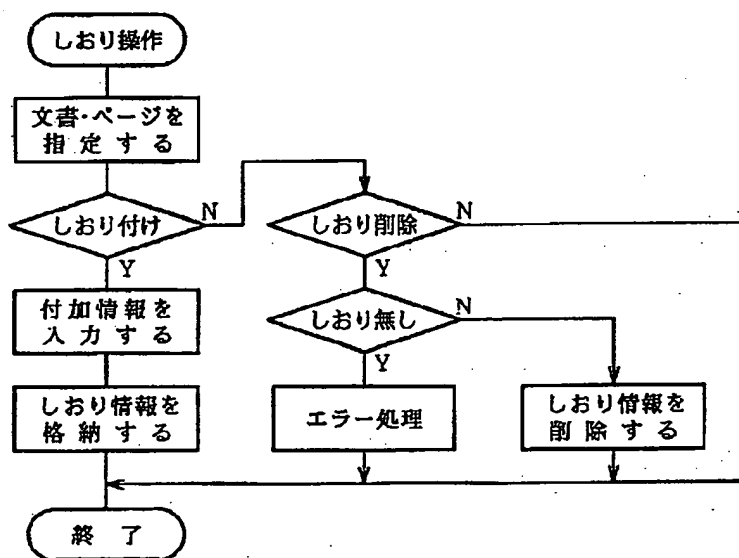 しおり操作
文書・ページを
指定する
しおり付け
N
Y
付加情報を
入力する
しおり情報を
格納する
終了
しおり削除
N
Y
しおり無し
N
Y
エラー処理
しおり情報を
削除する